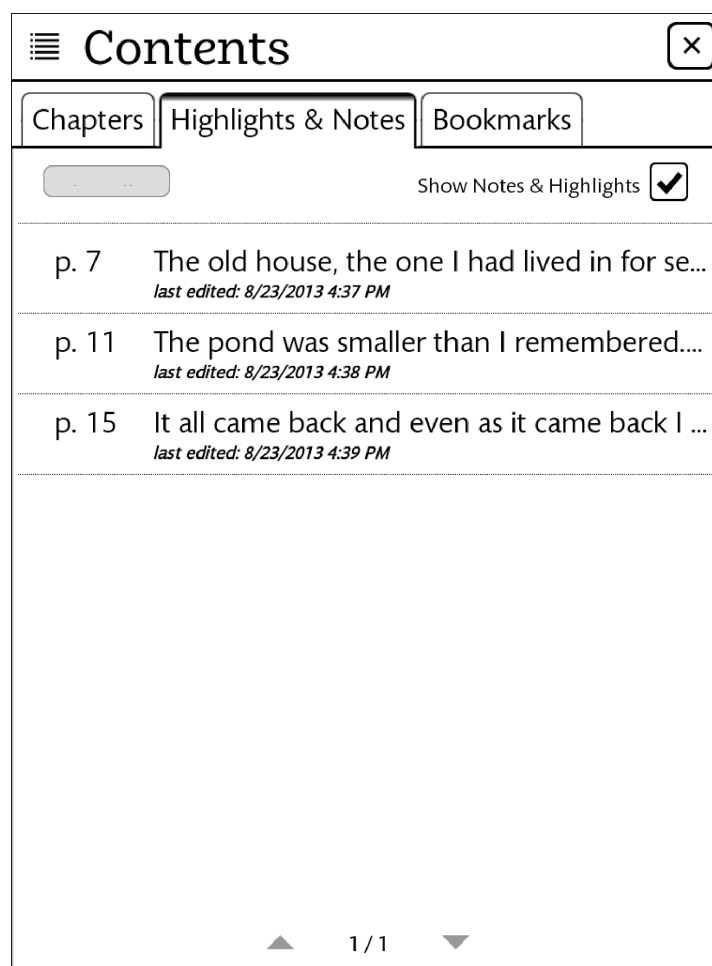 Contents
Chapters Highlights & Notes Bookmarks
Show Notes & Highlights
p. 7 The old house, the one I had lived in for se...
last edited: 8/23/2013 4:37 PM
p. 11 The pond was smaller than I remembered....
last edited: 8/23/2013 4:38 PM
p. 15 It all came back and even as it came back I ...
last edited: 8/23/2013 4:39 PM
1 / 1